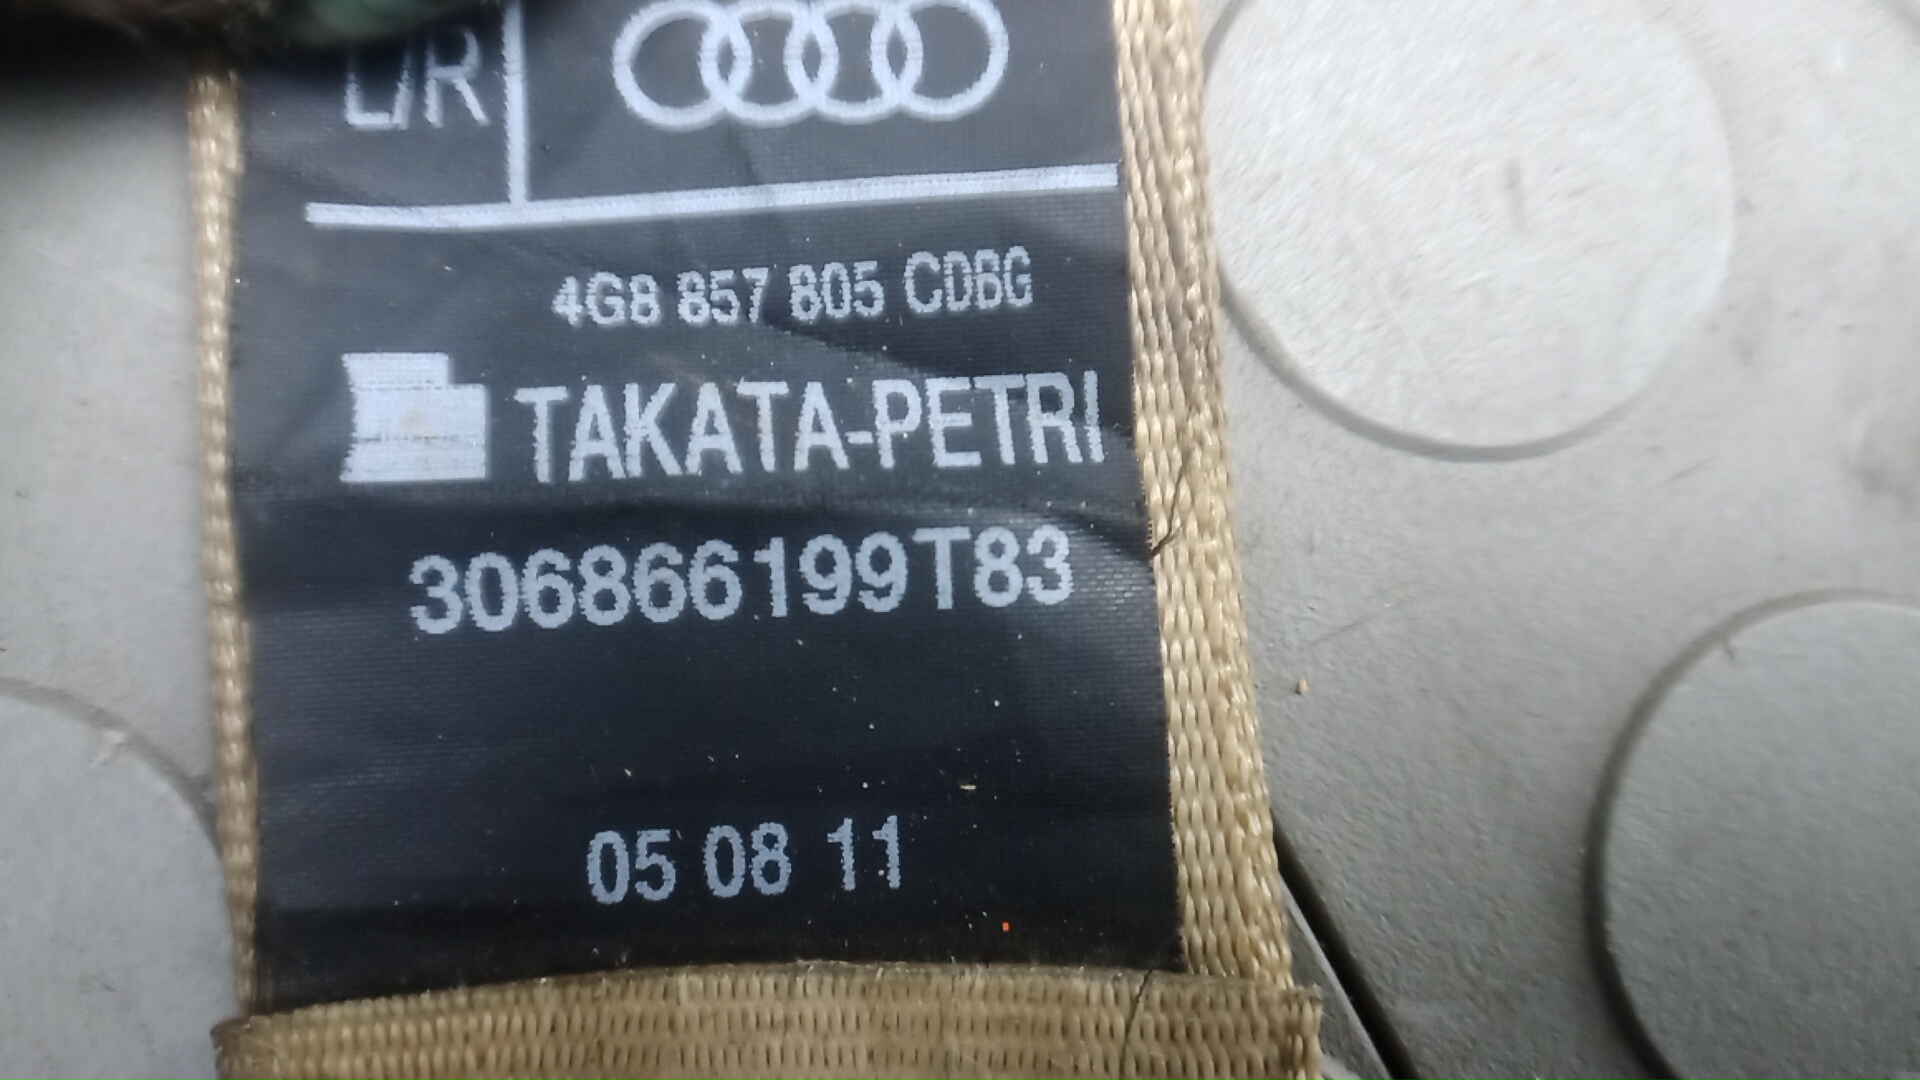 L/R
4G8 857 805 CDBG
TAKATA-PETRI
306866199T83
05 08 11